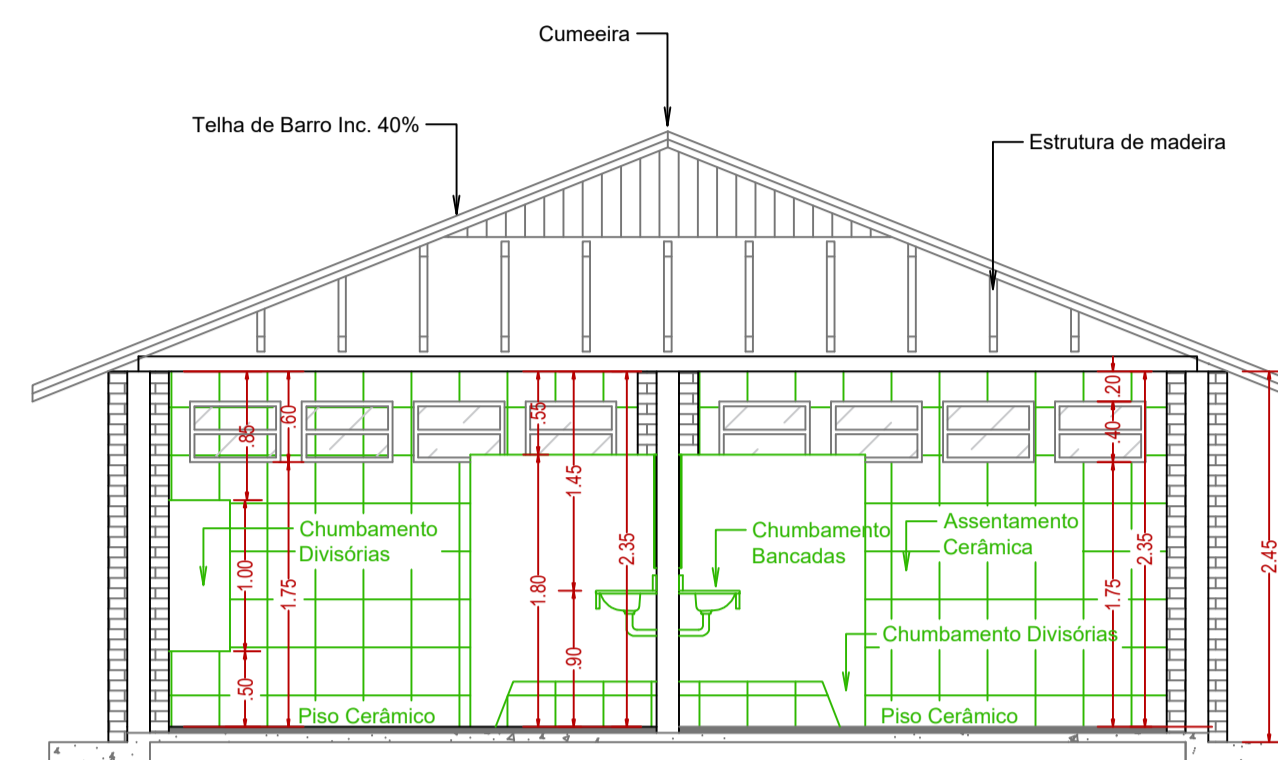 Cumeeira
Telha de Barro Inc. 40%
Estrutura de madeira
.85
.60
.55
1.45
2.35
.20
.40
2.35
2.45
Chumbamento
Divisórias
Chumbamento
Bancadas
Assentamento
Cerâmica
1.00
1.75
1.80
.90
1.75
Chumbamento Divisórias
.50
Piso Cerâmico
Piso Cerâmico